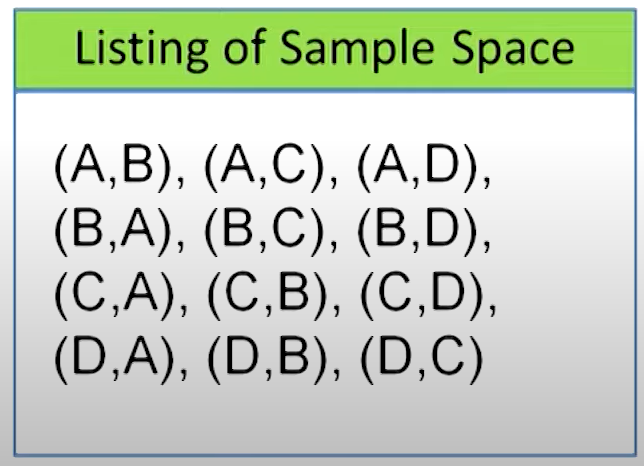 Listing of Sample Space
(A,B), (A,C), (A,D),
(B,A), (B,C), (B,D),
(C,A), (C,B), (C,D),
(D,A), (D,B), (D,C)